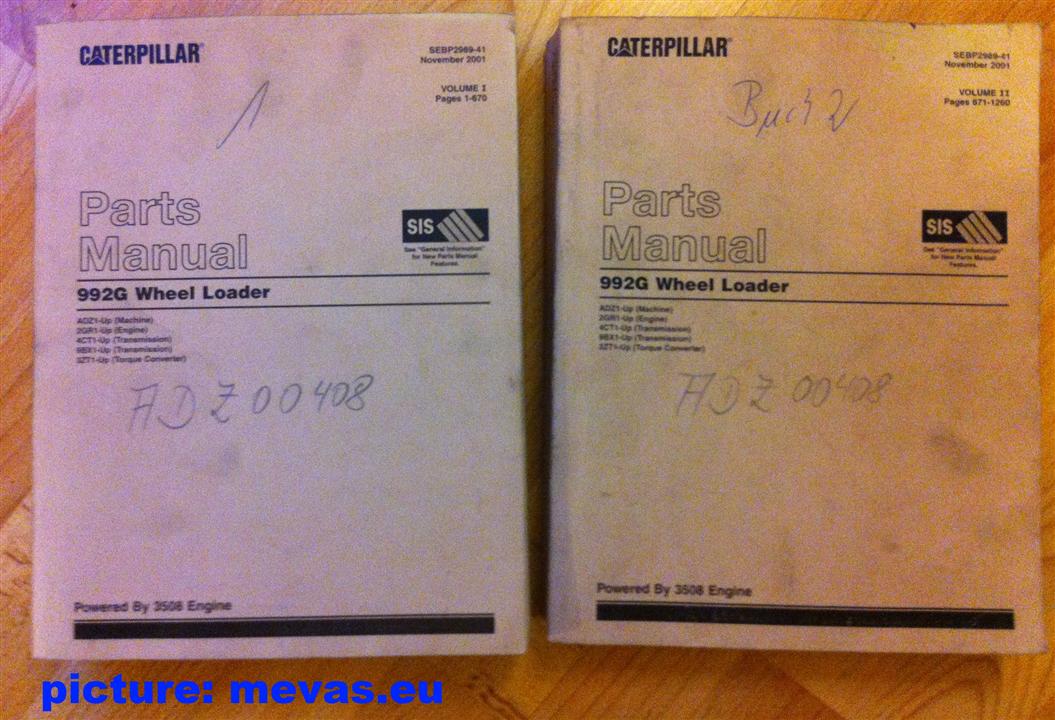 CATERPILLAR®
SEBP2989-41
November 2001
VOLUME I
Pages 1-670
1
Parts
Manual
SIS
See "General Information"
for New Parts Manual
Features.
992G Wheel Loader
ADZ1-Up (Machine)
2GR1-Up (Engine)
4CT1-Up (Transmission)
9BX1-Up (Transmission)
3ZT1-Up (Torque Converter)
ADZ00408
Powered By 3508 Engine
CATERPILLAR®
SEBP2989-41
November 2001
VOLUME II
Pages 671-1260
Buch 2
Parts
Manual
SIS
See "General Information"
for New Parts Manual
Features.
992G Wheel Loader
ADZ1-Up (Machine)
2GR1-Up (Engine)
4CT1-Up (Transmission)
9BX1-Up (Transmission)
3ZT1-Up (Torque Converter)
ADZ 00408
Powered By 3508 Engine
picture: mevas.eu